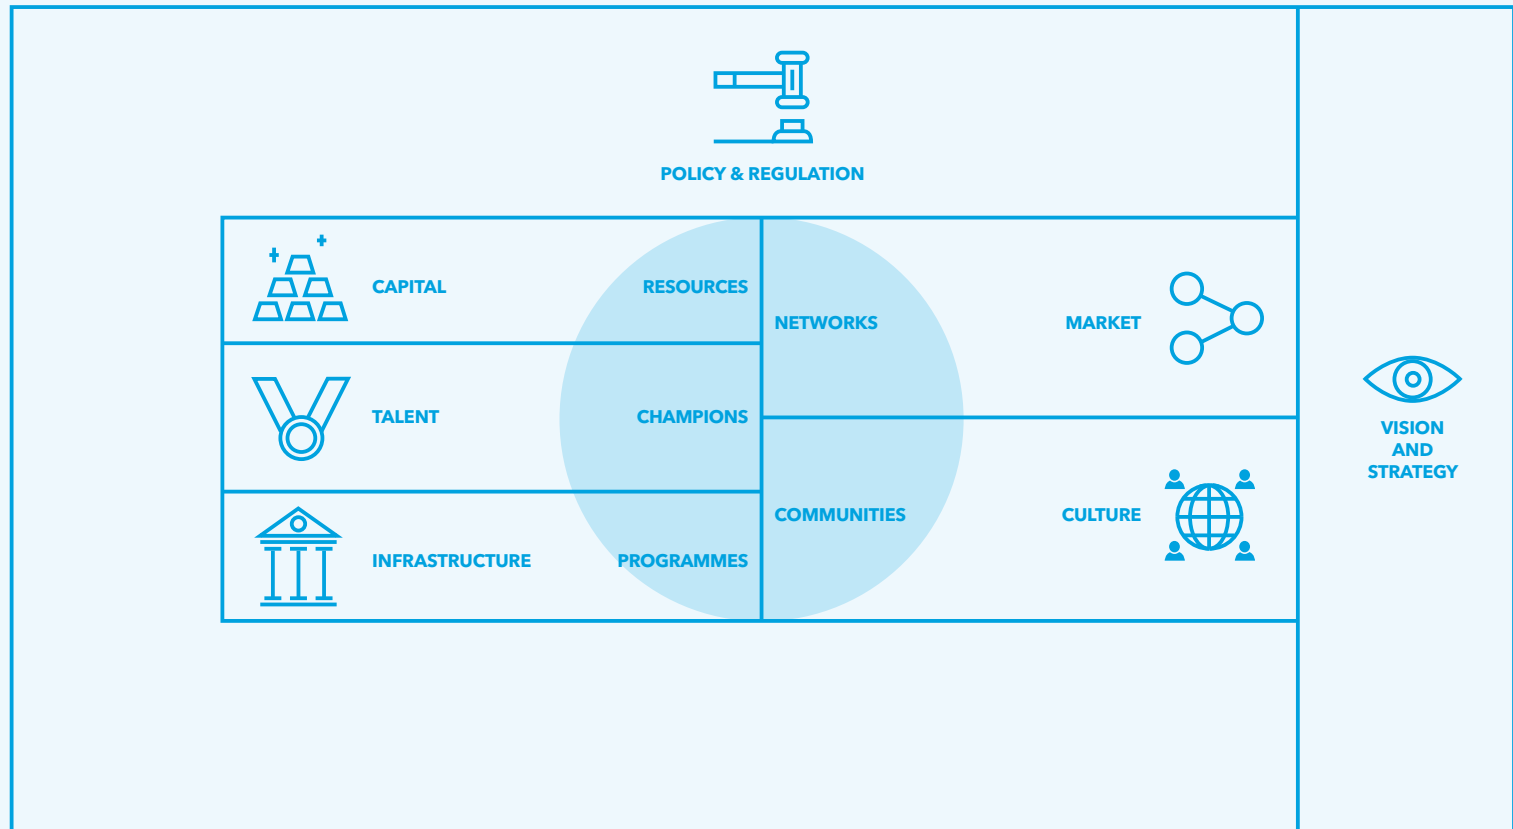 POLICY & REGULATION
CAPITAL
RESOURCES
TALENT
CHAMPIONS
INFRASTRUCTURE
PROGRAMMES
NETWORKS
MARKET
COMMUNITIES
CULTURE
VISION
AND
STRATEGY